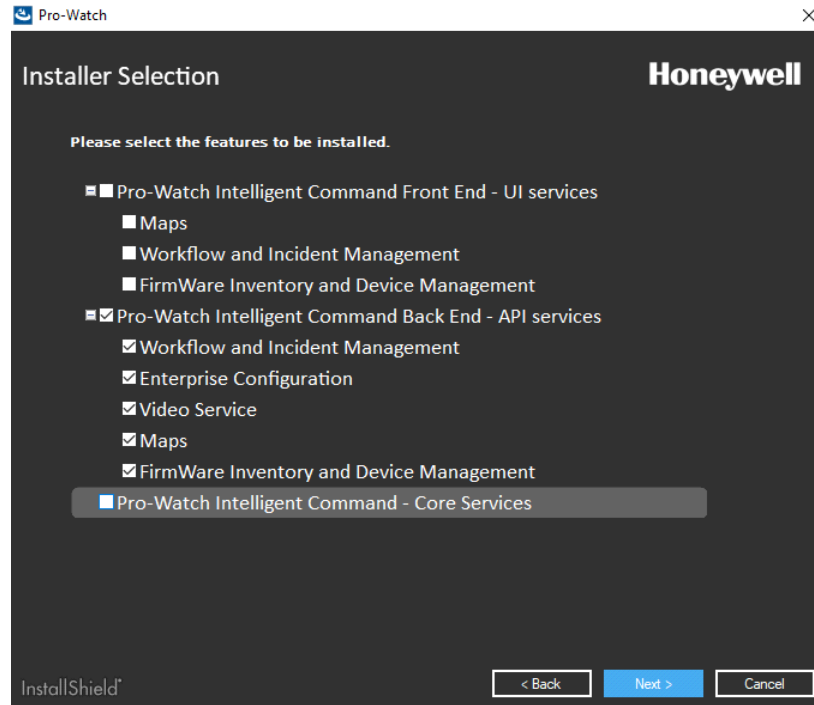 Pro-Watch
Installer Selection
Honeywell
Please select the features to be installed.
Pro-Watch Intelligent Command Front End - UI services
Maps
Workflow and Incident Management
FirmWare Inventory and Device Management
Pro-Watch Intelligent Command Back End - API services
Workflow and Incident Management
Enterprise Configuration
Video Service
Maps
FirmWare Inventory and Device Management
Pro-Watch Intelligent Command - Core Services
InstallShield
< Back
Next >
Cancel